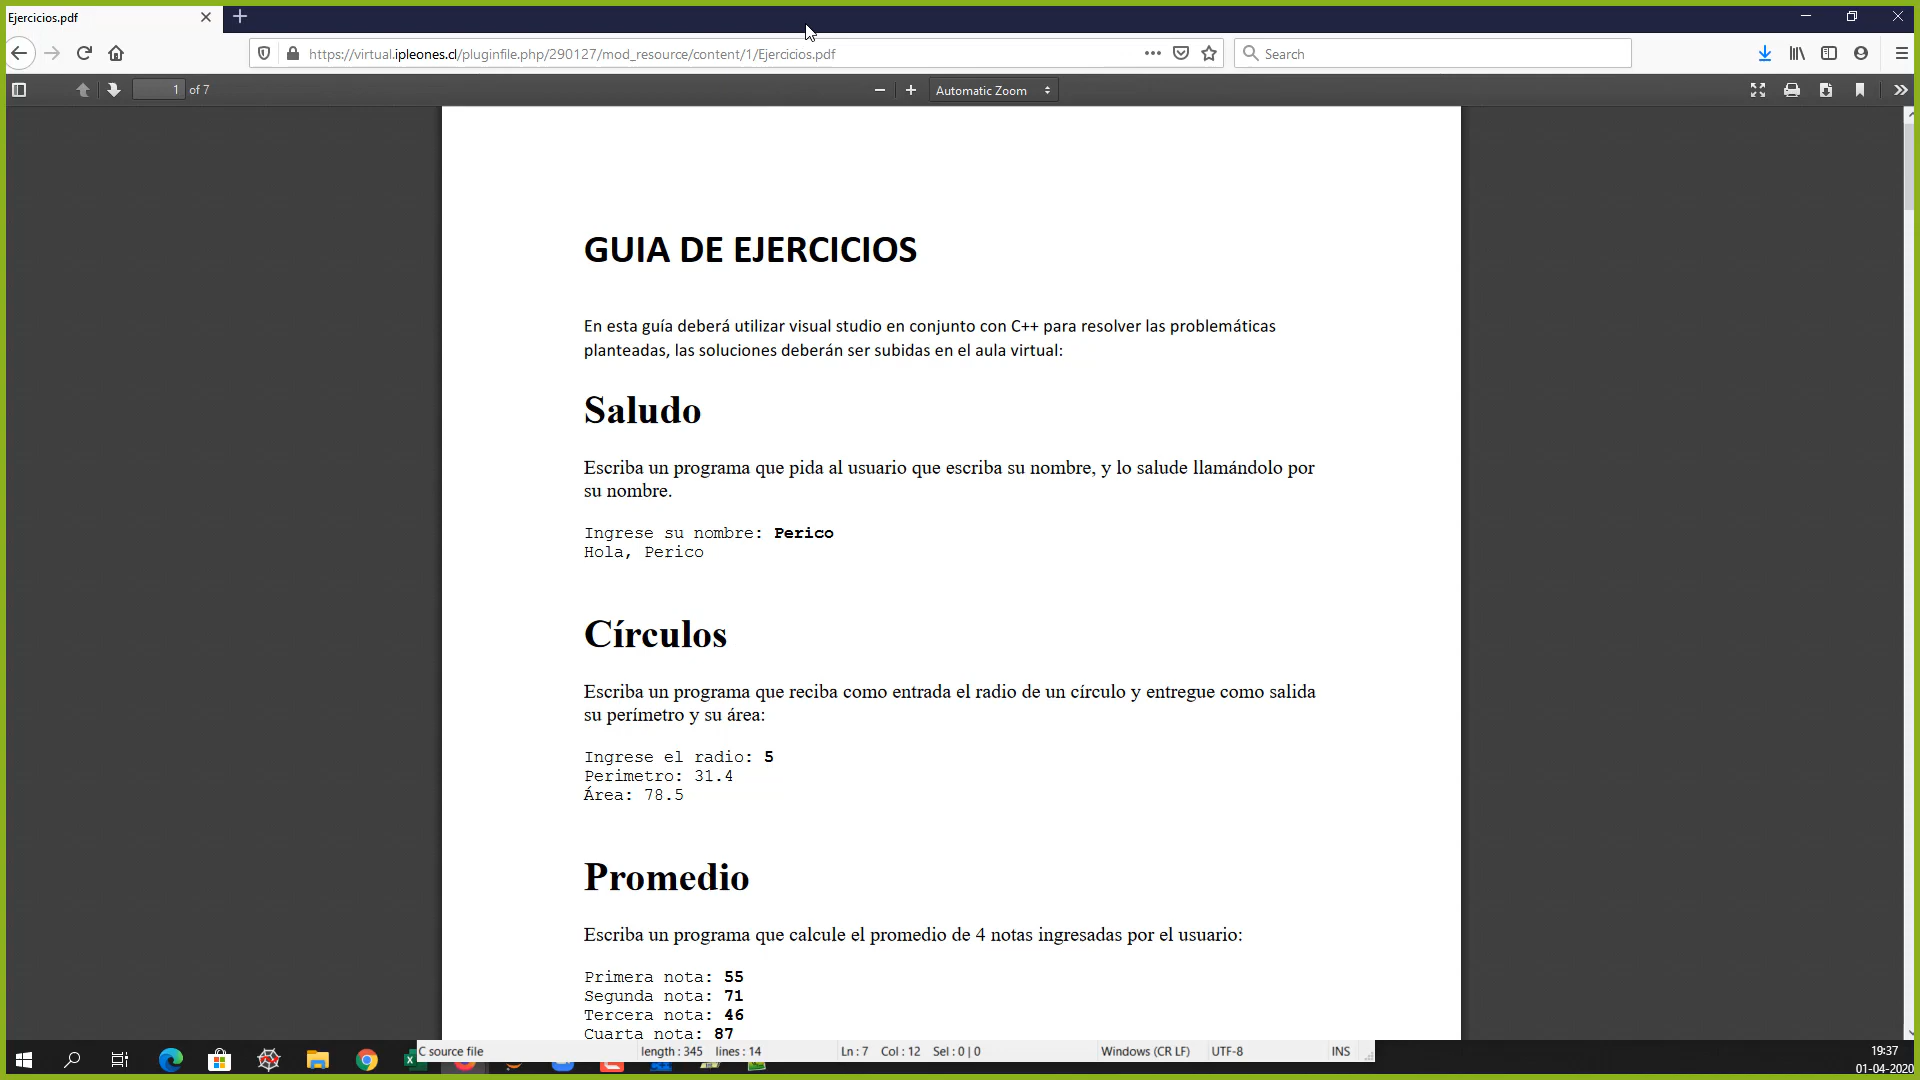 Ejercicios.pdf
https://virtual.ipleones.cl/pluginfile.php/290127/mod_resource/content/1/Ejercicios.pdf
Search
1 of 7
Automatic Zoom
GUIA DE EJERCICIOS
En esta guía deberá utilizar visual studio en conjunto con C++ para resolver las problemáticas
planteadas, las soluciones deberán ser subidas en el aula virtual:
Saludo
Escriba un programa que pida al usuario que escriba su nombre, y lo salude llamándolo por
su nombre.
Ingrese su nombre: Perico
Hola, Perico
Círculos
Escriba un programa que reciba como entrada el radio de un círculo y entregue como salida
su perímetro y su área:
Ingrese el radio: 5
Perimetro: 31.4
Área: 78.5
Promedio
Escriba un programa que calcule el promedio de 4 notas ingresadas por el usuario:
Primera nota: 55
Segunda nota: 71
Tercera nota: 46
Cuarta nota: 87
C source file length : 345 lines : 14 Ln : 7 Col : 12 Sel : 0 | 0 Windows (CR LF) UTF-8 INS
19:37
01-04-2020